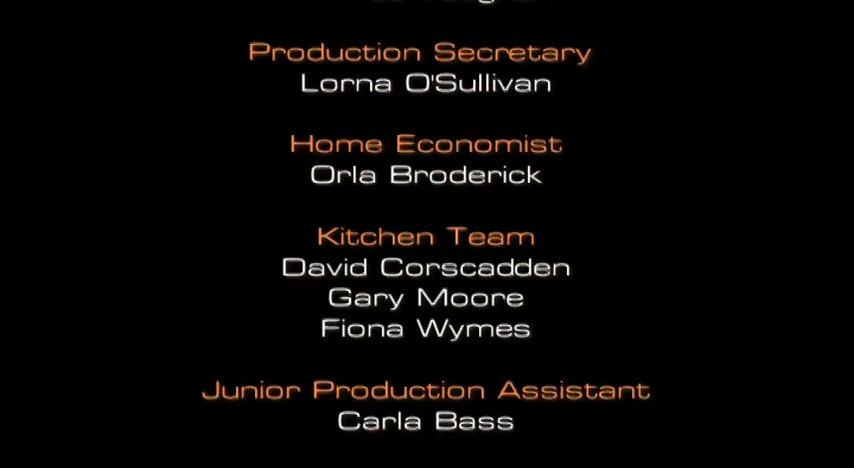 Production Secretary
Lorna O'Sullivan
Home Economist
Orla Broderick
Kitchen Team
David Corscadden
Gary Moore
Fiona Wymes
Junior Production Assistant
Carla Bass